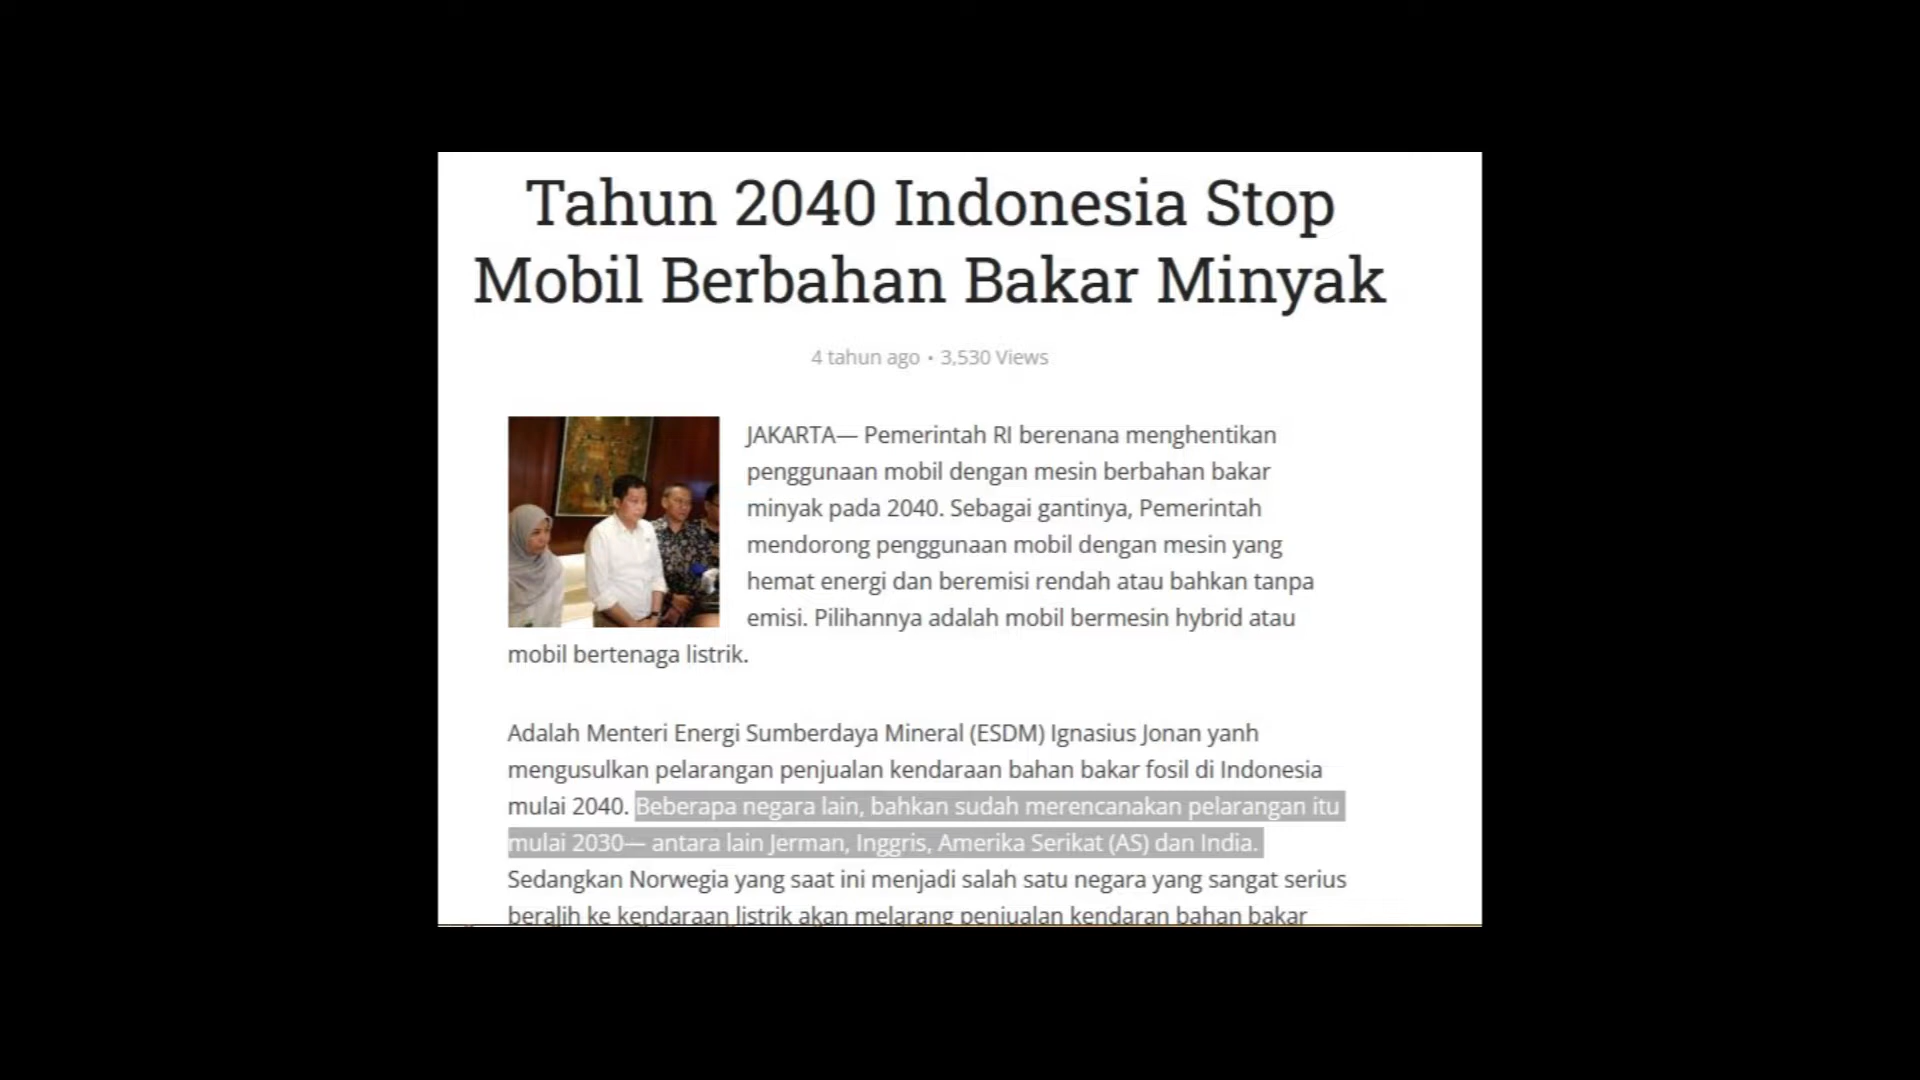 Tahun 2040 Indonesia Stop
Mobil Berbahan Bakar Minyak
4 tahun ago • 3,530 Views
JAKARTA— Pemerintah RI berenana menghentikan
penggunaan mobil dengan mesin berbahan bakar
minyak pada 2040. Sebagai gantinya, Pemerintah
mendorong penggunaan mobil dengan mesin yang
hemat energi dan beremisi rendah atau bahkan tanpa
emisi. Pilihannya adalah mobil bermesin hybrid atau
mobil bertenaga listrik.
Adalah Menteri Energi Sumberdaya Mineral (ESDM) Ignasius Jonan yanh
mengusulkan pelarangan penjualan kendaraan bahan bakar fosil di Indonesia
mulai 2040. Beberapa negara lain, bahkan sudah merencanakan pelarangan itu
mulai 2030— antara lain Jerman, Inggris, Amerika Serikat (AS) dan India.
Sedangkan Norwegia yang saat ini menjadi salah satu negara yang sangat serius
beralih ke kendaraan listrik akan melarang penjualan kendaran bahan bakar